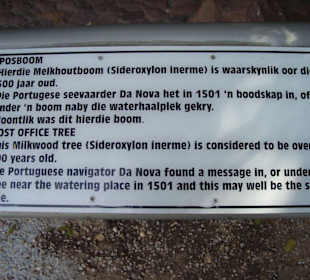 POSBOOM
Hierdie Melkhoutboom (Sideroxylon inerme) is waarskynlik oor die
500 jaar oud.
Die Portugese seevaarder Da Nova het in 1501 'n boodskap in, of
onder 'n boom naby die waterhaalplek gekry.
Moontlik was dit hierdie boom.
POST OFFICE TREE
This Milkwood tree (Sideroxylon inerme) is considered to be over
years old.
The Portuguese navigator Da Nova found a message in, or under
tree near the watering place in 1501 and this may well be the